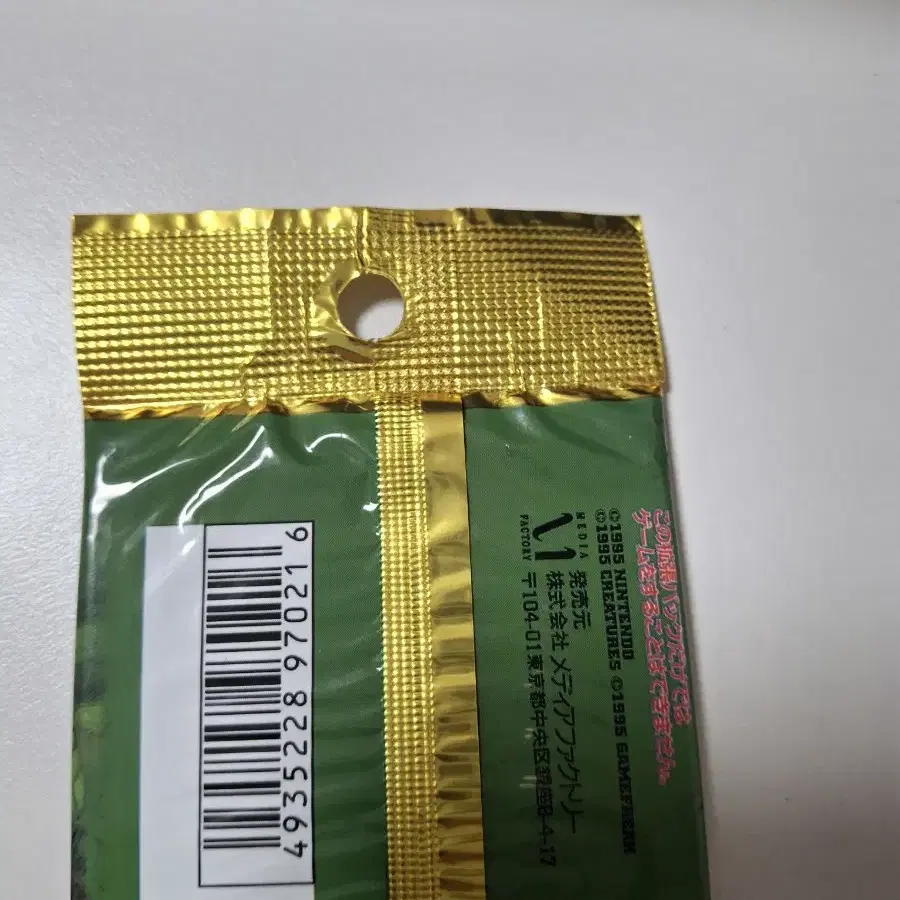 この拡張パックだけでは
ゲームをすることはできません。
©1995 NINTENDO
©1995 CREATURES ©1995 GAMEFREAK
MEDIA
FACTORY
発売元
株式会社 メディアファクトリー
〒104-01東京都中央区銀座8-4-17
4935228970216